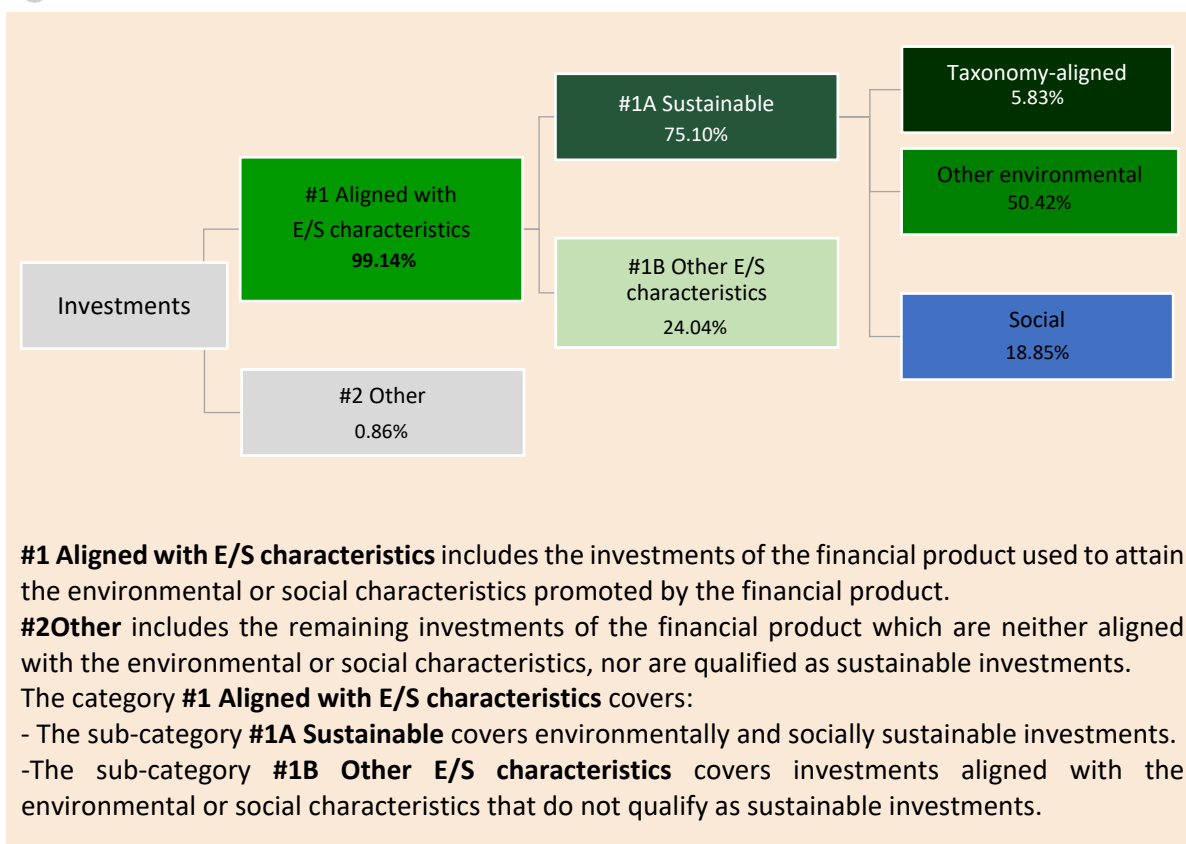 Investments
#1 Aligned with
E/S characteristics
99.14%
#2 Other
0.86%
#1A Sustainable
75.10%
#1B Other E/S
characteristics
24.04%
Taxonomy-aligned
5.83%
Other environmental
50.42%
Social
18.85%
#1 Aligned with E/S characteristics includes the investments of the financial product used to attain
the environmental or social characteristics promoted by the financial product.
#2Other includes the remaining investments of the financial product which are neither aligned
with the environmental or social characteristics, nor are qualified as sustainable investments.
The category #1 Aligned with E/S characteristics covers:
- The sub-category #1A Sustainable covers environmentally and socially sustainable investments.
-The sub-category #1B Other E/S characteristics covers investments aligned with the
environmental or social characteristics that do not qualify as sustainable investments.